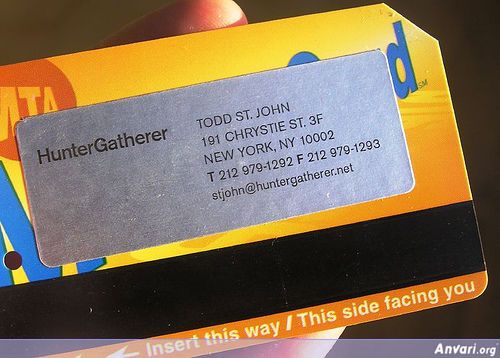 MTA
d
SM
HunterGatherer
TODD ST. JOHN
191 CHRYSTIE ST. 3F
NEW YORK, NY 10002
T 212 979-1292 F 212 979-1293
stjohn@huntergatherer.net
Insert this way / This side facing you
Anvari.org